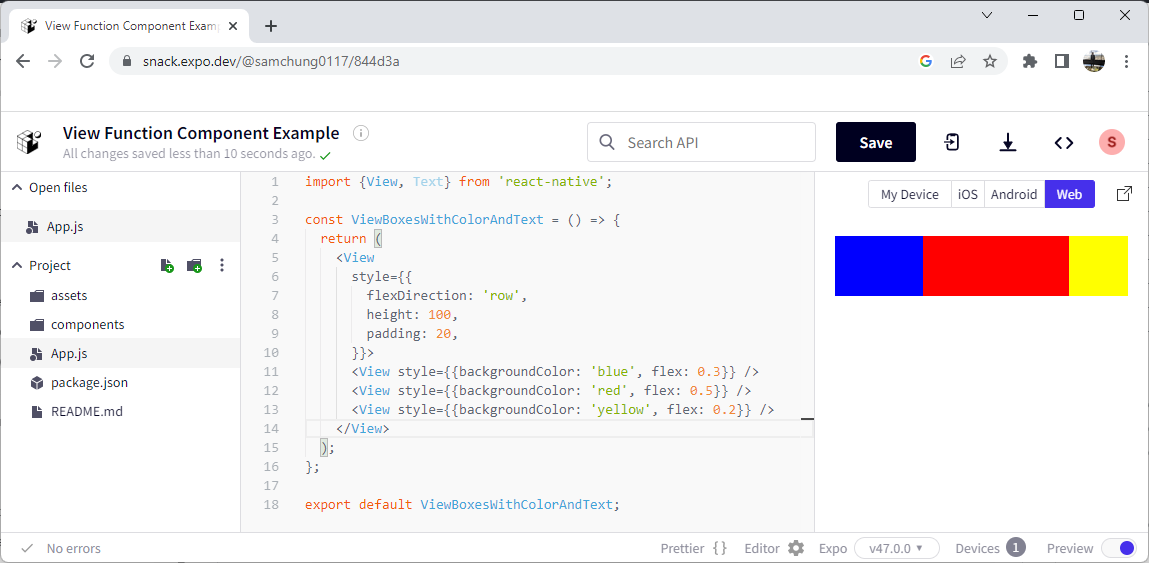 View Function Component Exam
snack.expo.dev/@samchung0117/844d3a
View Function Component Example
All changes saved less than 10 seconds ago.
Search API
Save
S
Open files
App.js
Project
assets
components
App.js
package.json
README.md
1 import {View, Text} from 'react-native';
2
3 const ViewBoxesWithColorAndText = () => {
4 return (
5 <View
6 style={{
7 flexDirection: 'row',
8 height: 100,
9 padding: 20,
10 }}>
11 <View style={{backgroundColor: 'blue', flex: 0.3}} />
12 <View style={{backgroundColor: 'red', flex: 0.5}} />
13 <View style={{backgroundColor: 'yellow', flex: 0.2}} />
14 </View>
15 );
16 };
17
18 export default ViewBoxesWithColorAndText;
My Device iOS Android Web
No errors
Prettier {} Editor Expo v47.0.0 Devices 1 Preview